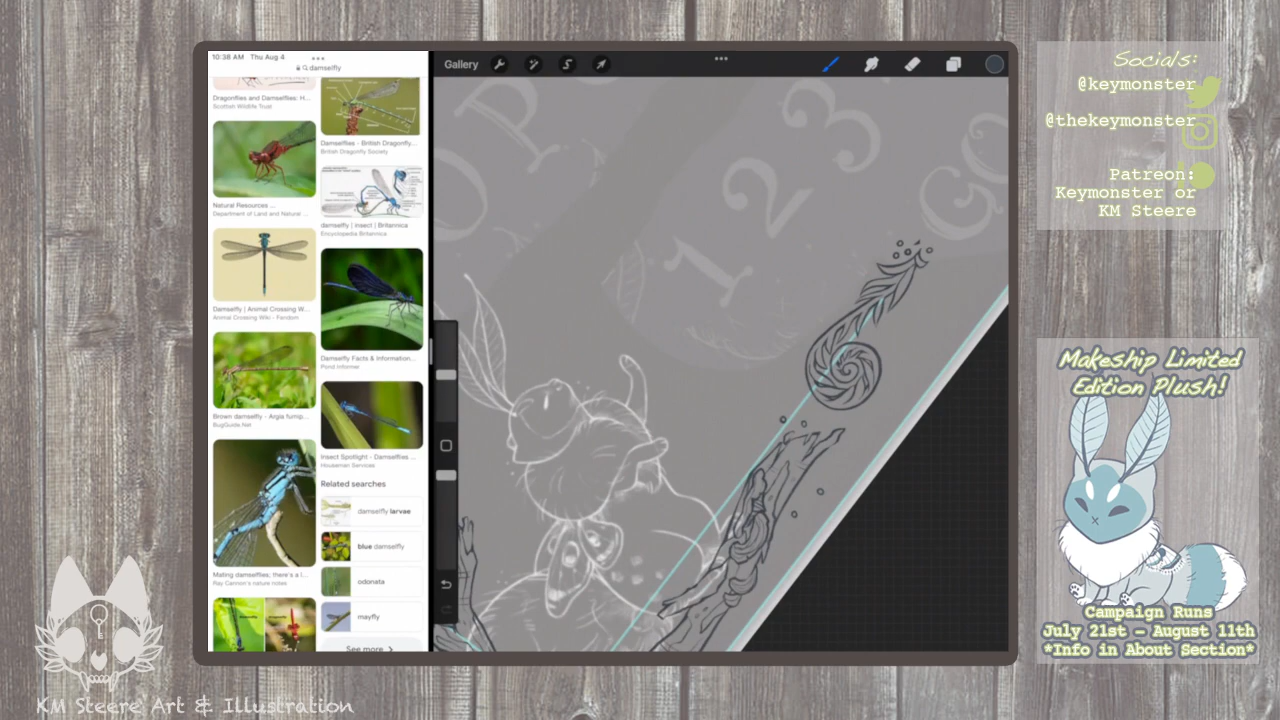 10:38 AM Thu Aug 4
damselfly
Dragonflies and Damselflies: H...
Scottish Wildlife Trust
Damselflies - British Dragonfly...
British Dragonfly Society
Natural Resources ...
Department of Land and Natural ...
damselfly | insect | Britannica
Encyclopedia Britannica
Damselfly | Animal Crossing W...
Animal Crossing Wiki - Fandom
Damselfly Facts & Information...
Pond Informer
Brown damselfly - Argia fumip...
BugGuide.Net
Insect Spotlight - Damselflies ...
Houseman Services
Related searches
damselfly larvae
blue damselfly
odonata
mayfly
See more
Mating damselflies; there's a l...
Ray Cannon's nature notes
Gallery
1 2 3
GO
Socials:
@keymonster
@thekeymonster
Patreon:
Keymonster or
KM Steere
Makeship Limited
Edition Plush!
Campaign Runs
July 21st - August 11th
*Info in About Section*
KM Steere Art & Illustration